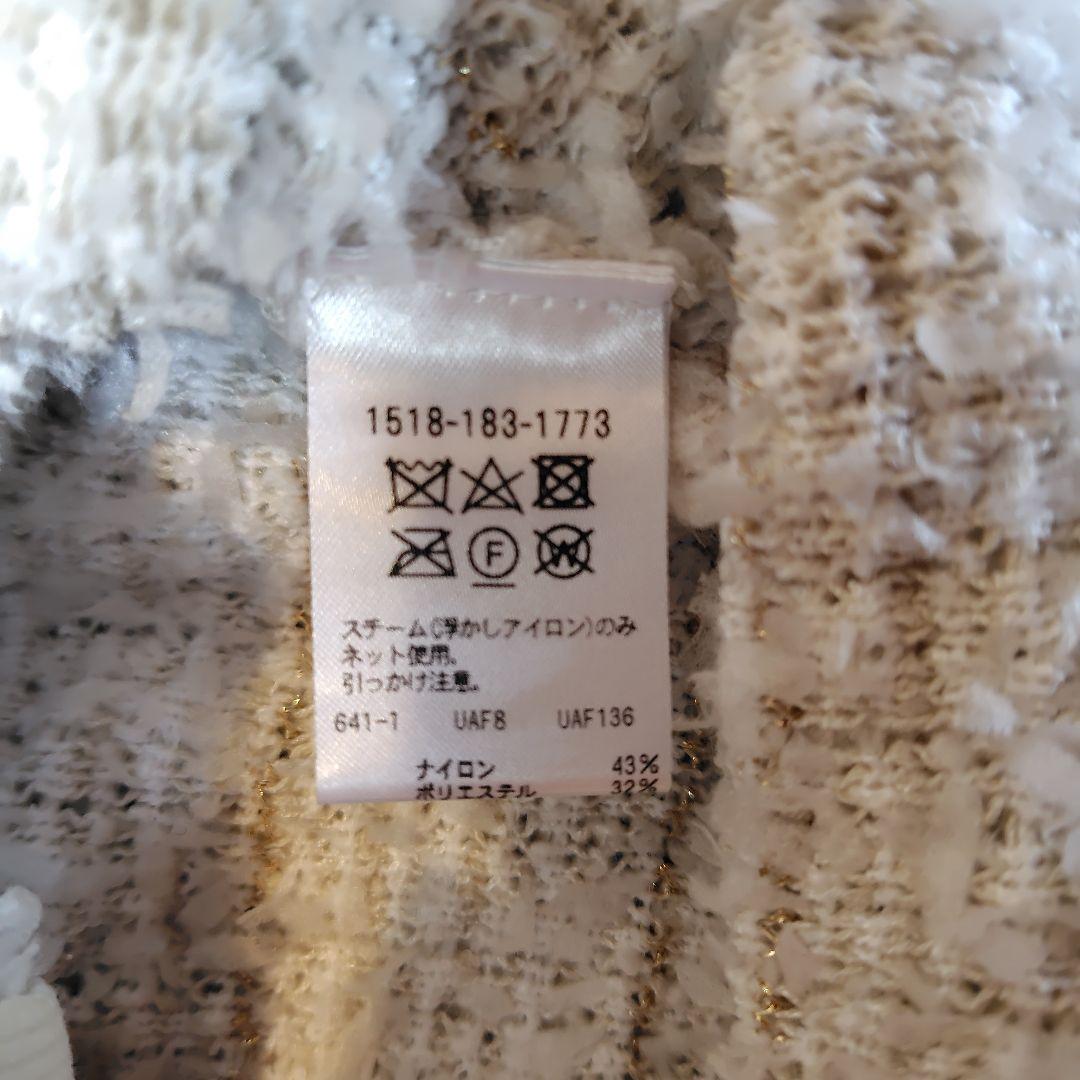 1518-183-1773
F
W
スチーム(浮かしアイロン)のみ
ネット使用。
引っかけ注意。
641-1 UAF8 UAF136
ナイロン 43%
ポリエステル 32%